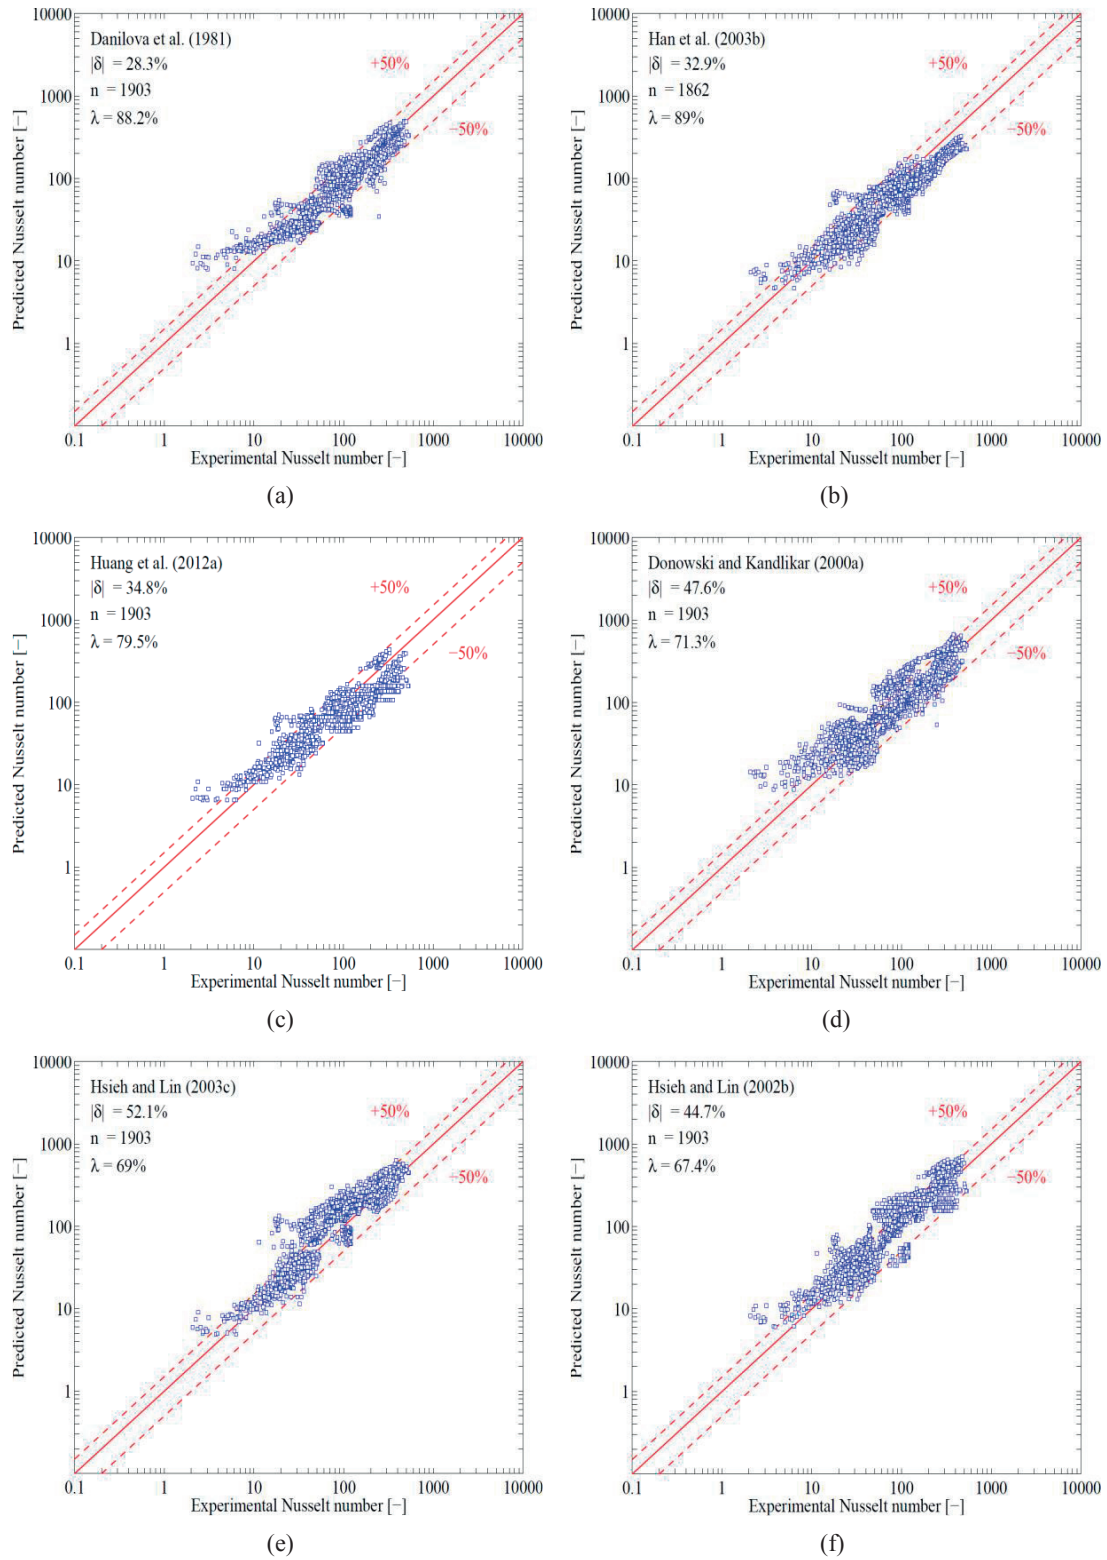 10000
1000
100
10
1
0.1 1 10 100 1000 10000
Predicted Nusselt number [−]
Experimental Nusselt number [−]
Danilova et al. (1981)
|δ| = 28.3%
n = 1903
λ = 88.2%
+50%
−50%
(a)
10000
1000
100
10
1
0.1 1 10 100 1000 10000
Predicted Nusselt number [−]
Experimental Nusselt number [−]
Han et al. (2003b)
|δ| = 32.9%
n = 1862
λ = 89%
+50%
−50%
(b)
10000
1000
100
10
1
0.1 1 10 100 1000 10000
Predicted Nusselt number [−]
Experimental Nusselt number [−]
Huang et al. (2012a)
|δ| = 34.8%
n = 1903
λ = 79.5%
+50%
−50%
(c)
10000
1000
100
10
1
0.1 1 10 100 1000 10000
Predicted Nusselt number [−]
Experimental Nusselt number [−]
Donowski and Kandlikar (2000a)
|δ| = 47.6%
n = 1903
λ = 71.3%
+50%
−50%
(d)
10000
1000
100
10
1
0.1 1 10 100 1000 10000
Predicted Nusselt number [−]
Experimental Nusselt number [−]
Hsieh and Lin (2003c)
|δ| = 52.1%
n = 1903
λ = 69%
+50%
−50%
(e)
10000
1000
100
10
1
0.1 1 10 100 1000 10000
Predicted Nusselt number [−]
Experimental Nusselt number [−]
Hsieh and Lin (2002b)
|δ| = 44.7%
n = 1903
λ = 67.4%
+50%
−50%
(f)